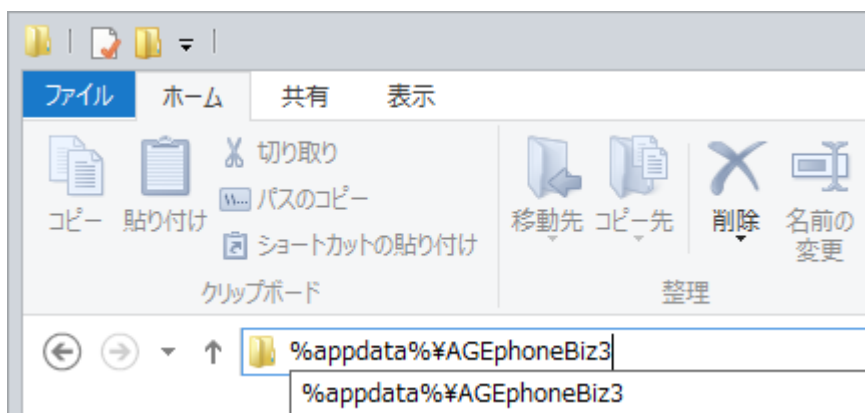 ファイル ホーム 共有 表示
切り取り
パスのコピー
ショートカットの貼り付け
コピー 貼り付け
移動先 コピー先 削除 名前の
変更
クリップボード 整理
%appdata%¥AGEphoneBiz3
%appdata%¥AGEphoneBiz3